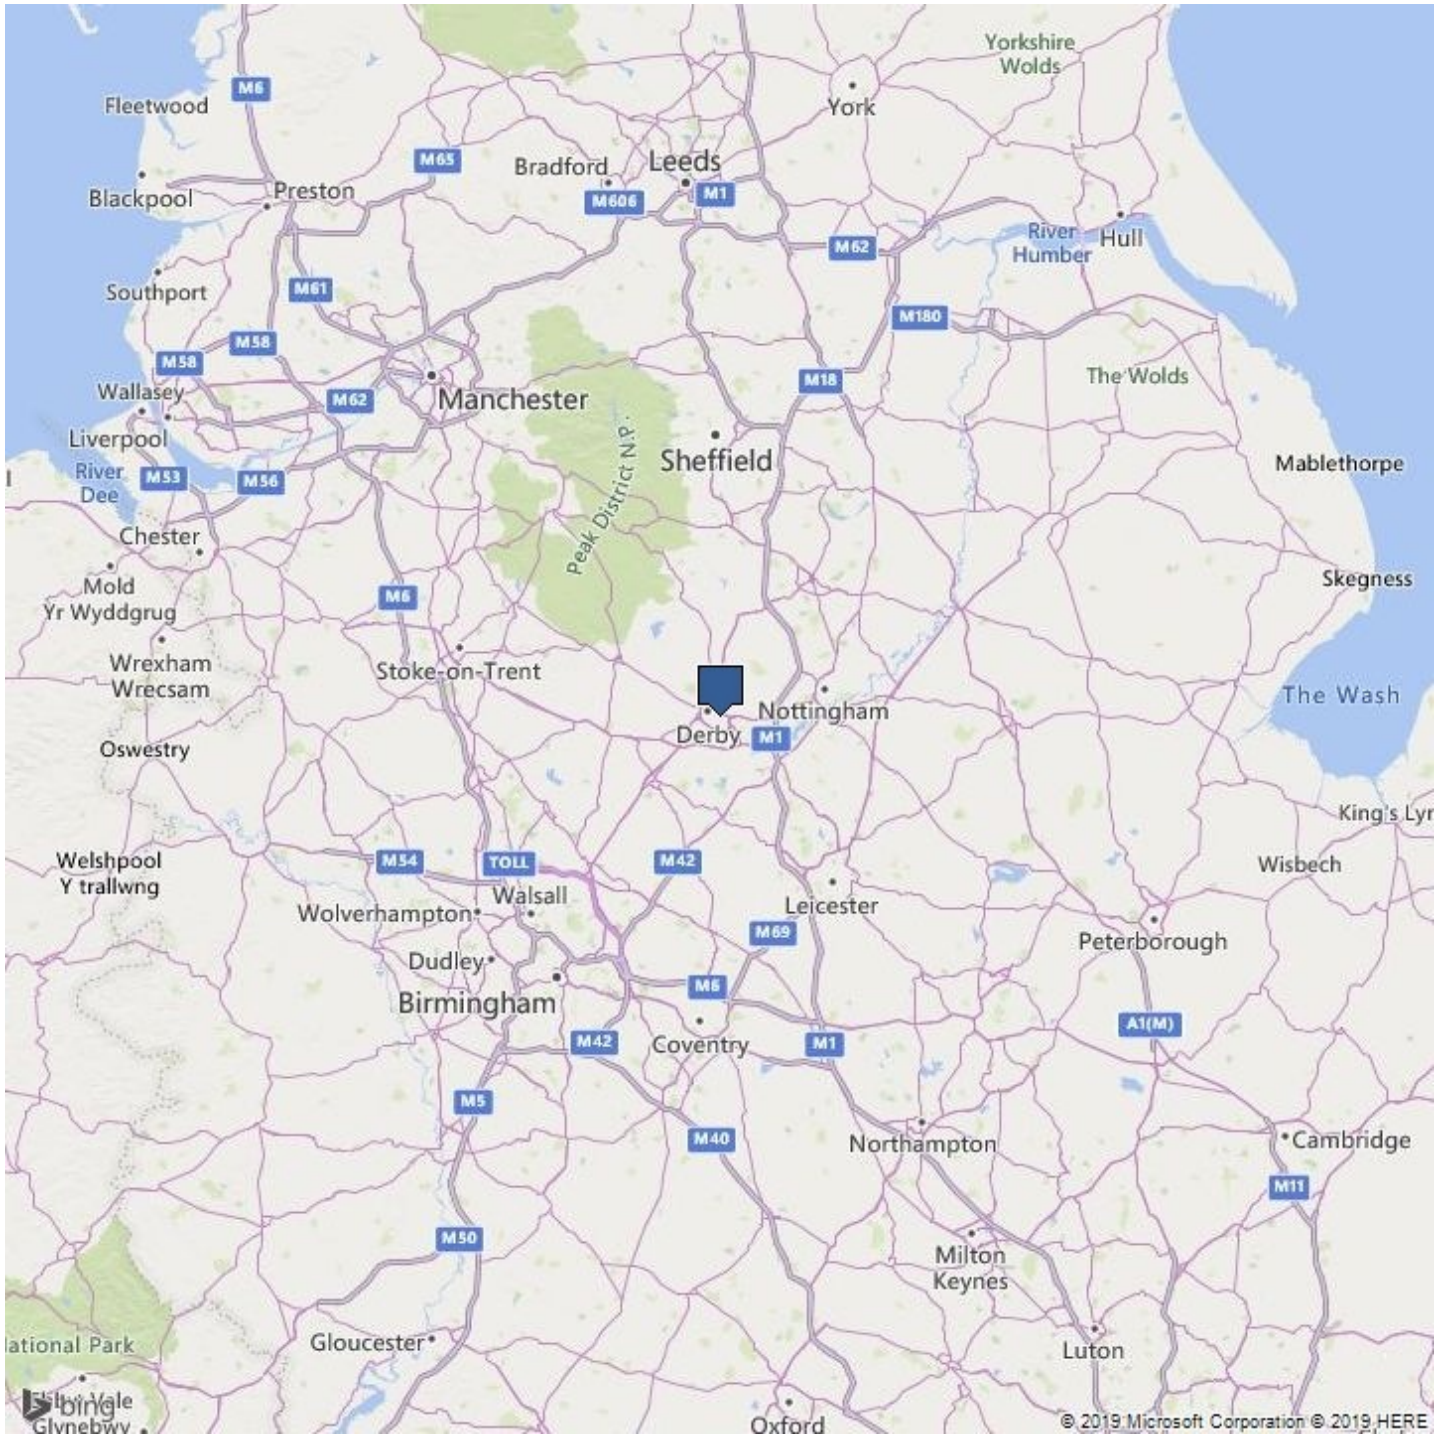 Yorkshire
Wolds
M6
Fleetwood
York
M65
Bradford
Leeds
Preston
M1
M606
Blackpool
River
Humber
Hull
M62
Southport
M61
M180
M58
M58
The Wolds
M18
Wallasey
M62
Manchester
Liverpool
Sheffield
Mablethorpe
River
Dee
M53
M56
Peak District N.P.
Chester
Mold
Yr Wyddgrug
Skegness
M6
Wrexham
Wrecsam
Stoke-on-Trent
The Wash
Nottingham
Derby
M1
Oswestry
King's Lyn
Welshpool
Y trallwng
M54
TOLL
M42
Wisbech
Walsall
Wolverhampton
Leicester
M69
Peterborough
Dudley
M6
Birmingham
A1(M)
M42
Coventry
M1
M5
M40
Northampton
Cambridge
M11
M50
Milton
Keynes
Gloucester
ational Park
Luton
Ebbw Vale
Glynebwy
bing
Oxford
© 2019 Microsoft Corporation © 2019 HERE